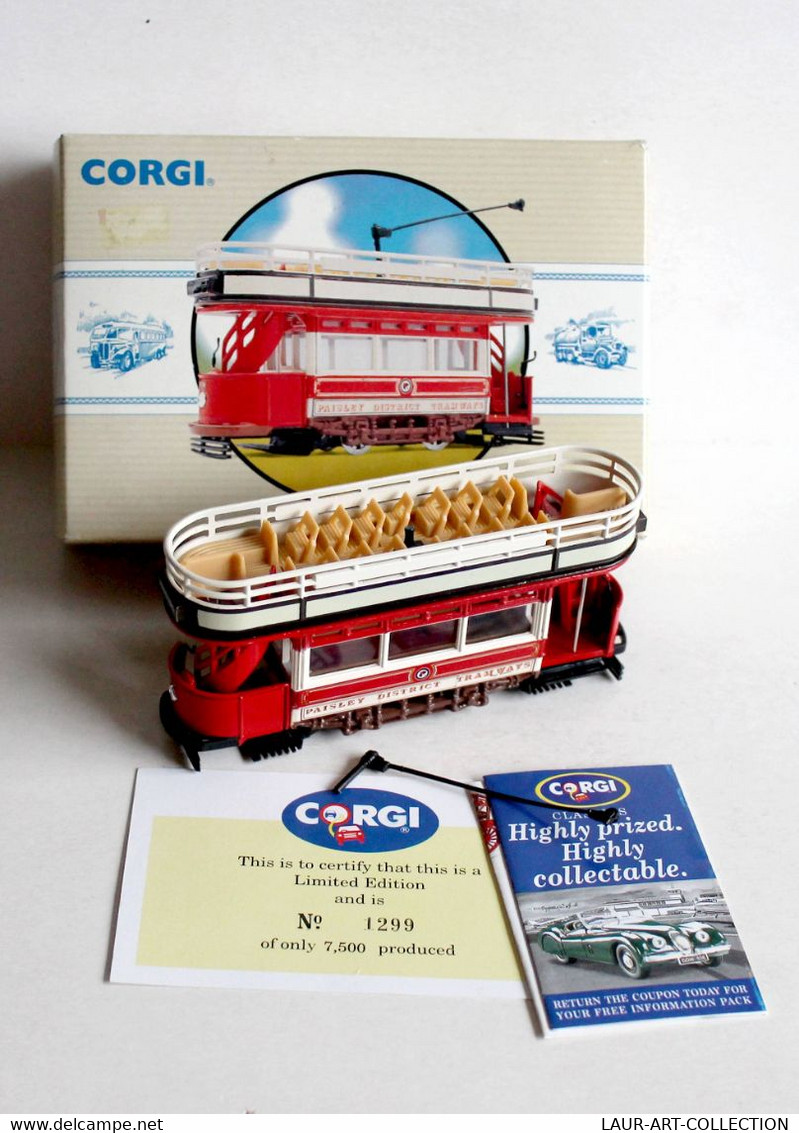 CORGI®
PAISLEY DISTRICT TRAMWAYS
PAISLEY DISTRICT TRAMWAYS
CORGI®
This is to certify that this is a
Limited Edition
and is
Nº 1299
of only 7,500 produced
CORGI
Highly prized.
Highly
collectable.
RETURN THE COUPON TODAY FOR
YOUR FREE INFORMATION PACK
www.delcampe.net
LAUR-ART-COLLECTION